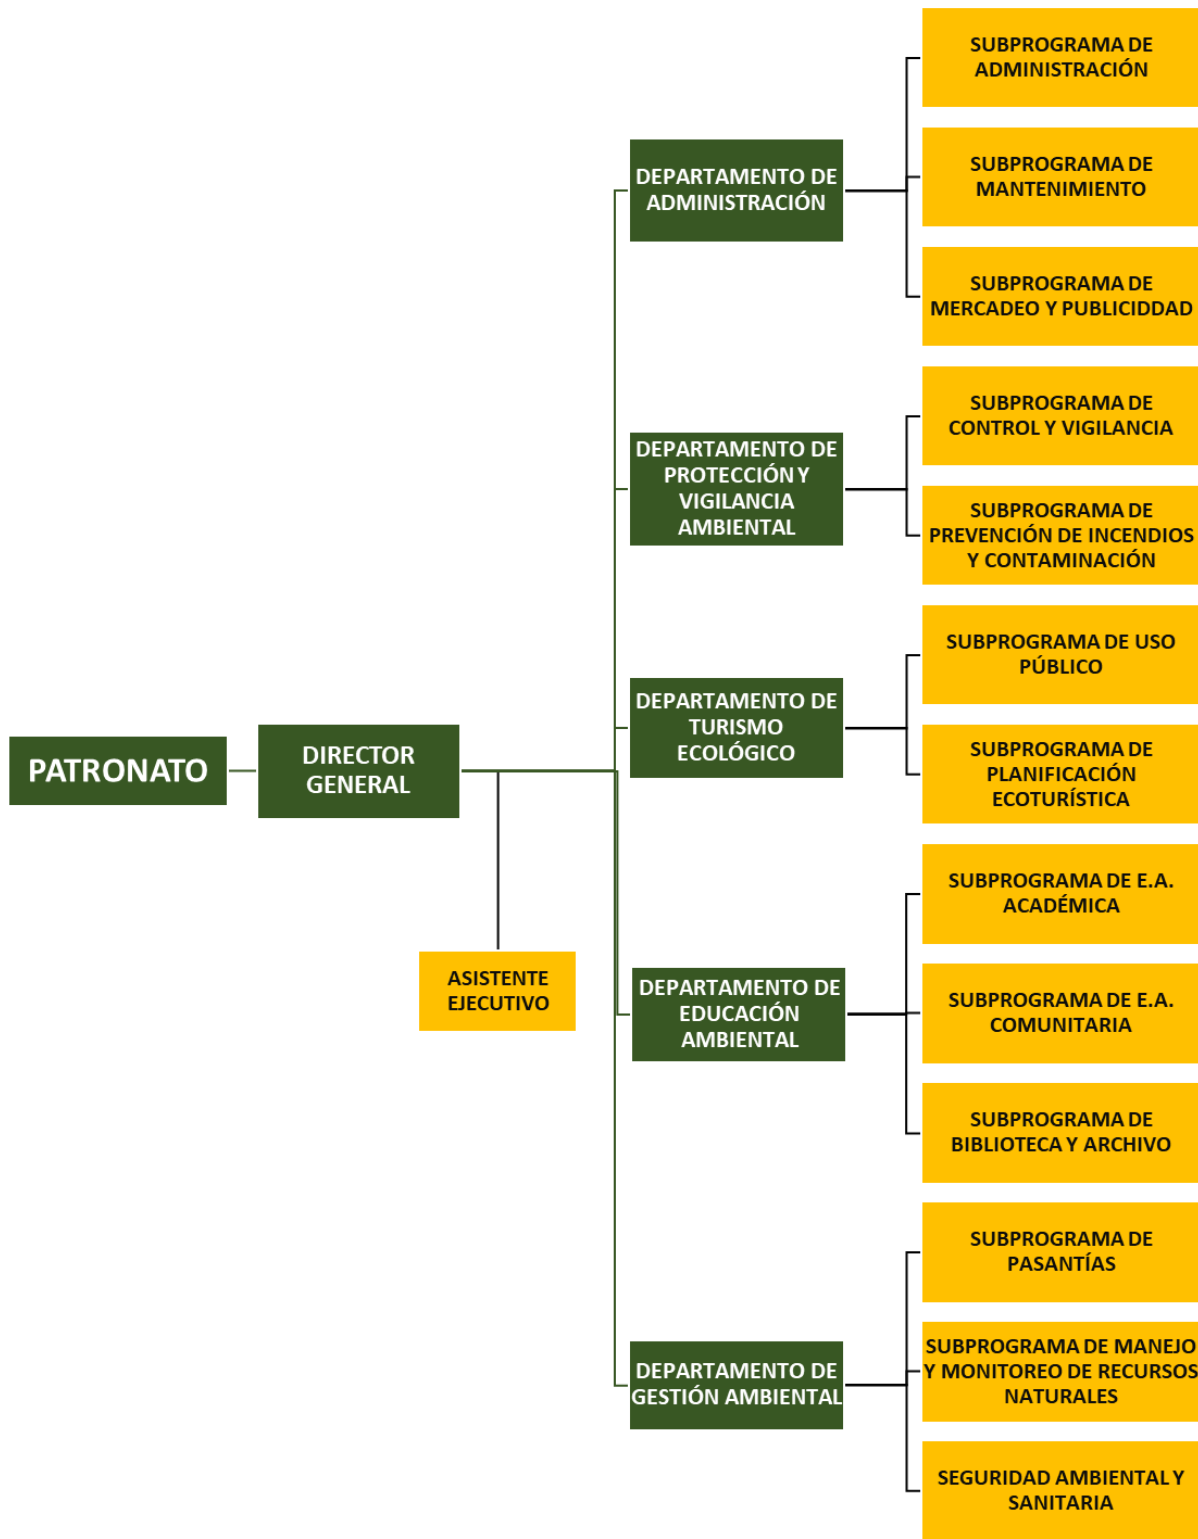 PATRONATO
DIRECTOR
GENERAL
ASISTENTE
EJECUTIVO
DEPARTAMENTO DE
ADMINISTRACIÓN
SUBPROGRAMA DE
ADMINISTRACIÓN
SUBPROGRAMA DE
MANTENIMIENTO
SUBPROGRAMA DE
MERCADEO Y PUBLICIDDAD
DEPARTAMENTO DE
PROTECCIÓN Y
VIGILANCIA
AMBIENTAL
SUBPROGRAMA DE
CONTROL Y VIGILANCIA
SUBPROGRAMA DE
PREVENCIÓN DE INCENDIOS
Y CONTAMINACIÓN
DEPARTAMENTO DE
TURISMO
ECOLÓGICO
SUBPROGRAMA DE USO
PÚBLICO
SUBPROGRAMA DE
PLANIFICACIÓN
ECOTURÍSTICA
DEPARTAMENTO DE
EDUCACIÓN
AMBIENTAL
SUBPROGRAMA DE E.A.
ACADÉMICA
SUBPROGRAMA DE E.A.
COMUNITARIA
SUBPROGRAMA DE
BIBLIOTECA Y ARCHIVO
DEPARTAMENTO DE
GESTIÓN AMBIENTAL
SUBPROGRAMA DE
PASANTÍAS
SUBPROGRAMA DE MANEJO
Y MONITOREO DE RECURSOS
NATURALES
SEGURIDAD AMBIENTAL Y
SANITARIA